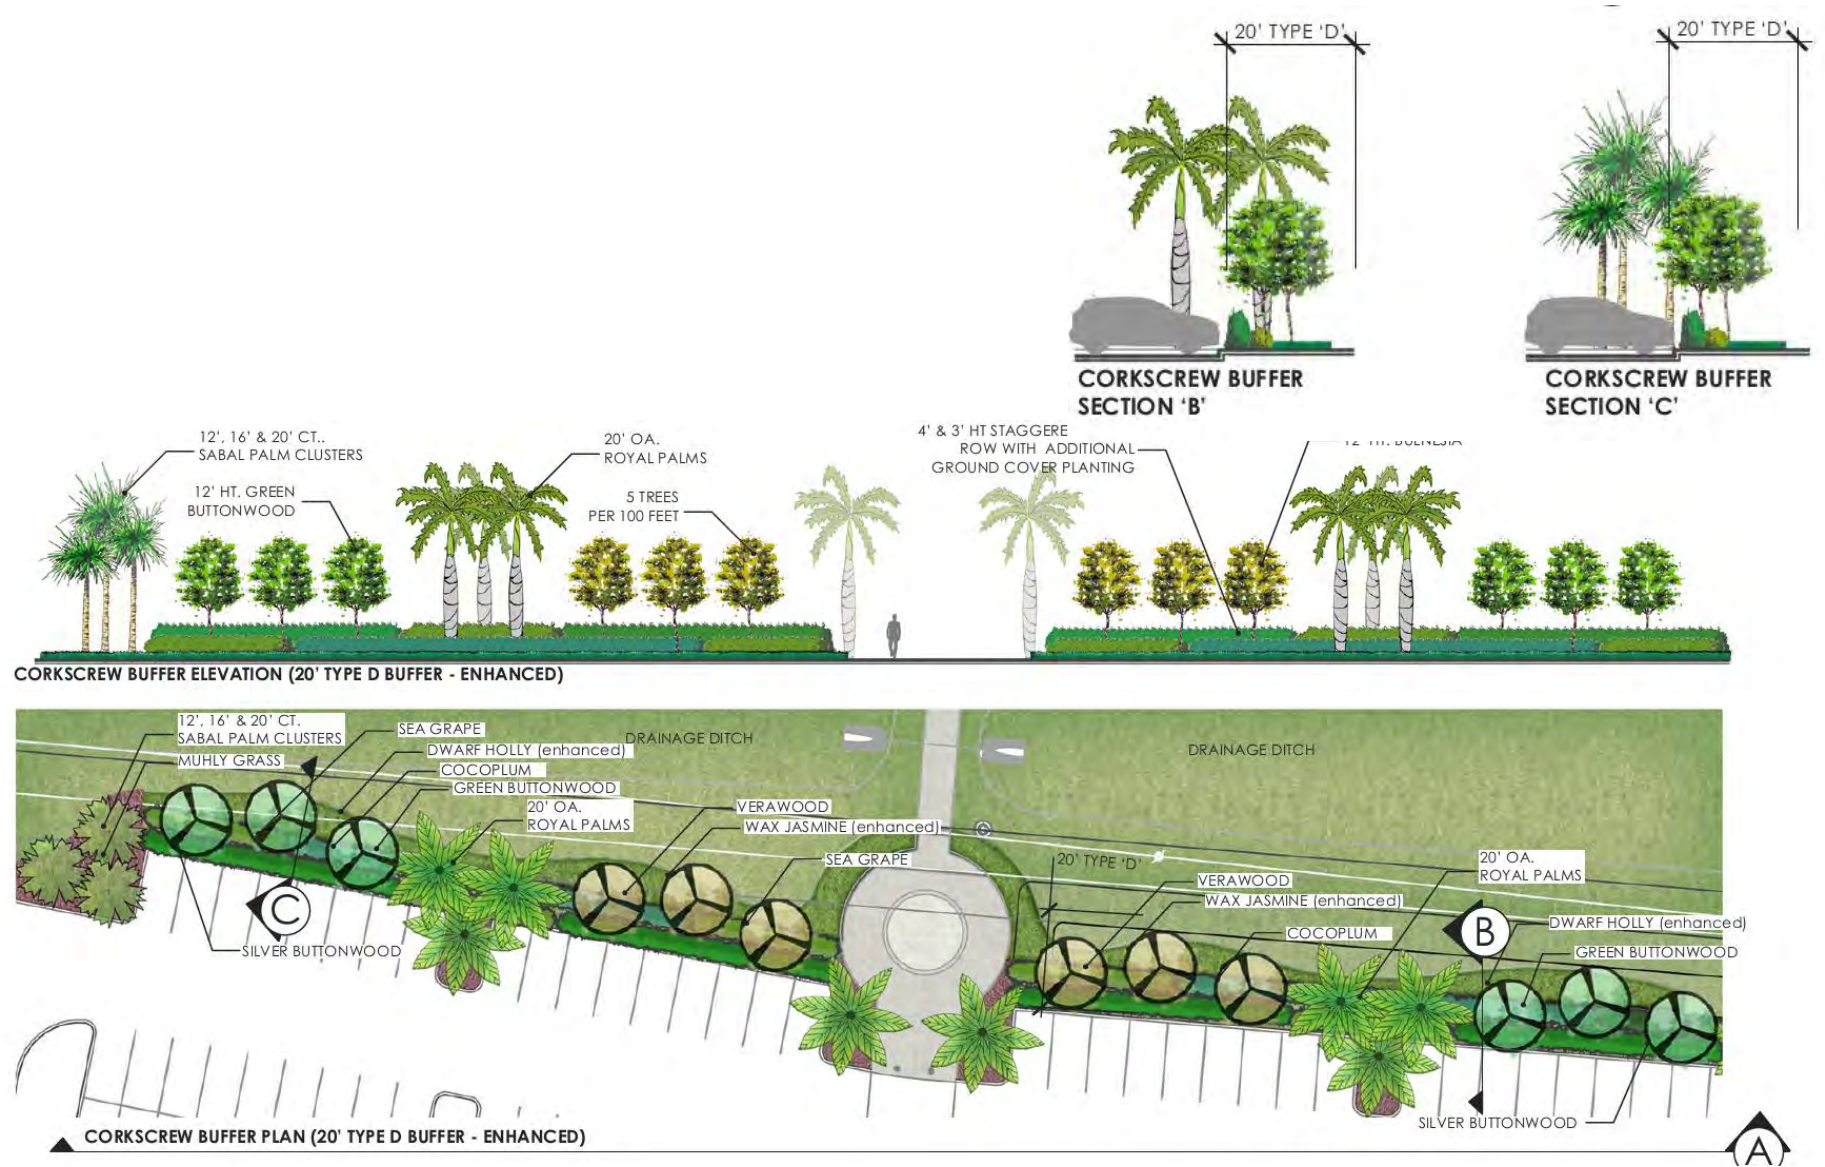 20' TYPE 'D'
20' TYPE 'D'
CORKSCREW BUFFER
SECTION 'B'
CORKSCREW BUFFER
SECTION 'C'
12', 16' & 20' CT..
SABAL PALM CLUSTERS
12' HT. GREEN
BUTTONWOOD
20' OA.
ROYAL PALMS
5 TREES
PER 100 FEET
4' & 3' HT STAGGERE
ROW WITH ADDITIONAL
GROUND COVER PLANTING
12' HT. BULNESIA
CORKSCREW BUFFER ELEVATION (20' TYPE D BUFFER - ENHANCED)
12', 16' & 20' CT.
SABAL PALM CLUSTERS
MUHLY GRASS
SEA GRAPE
DWARF HOLLY (enhanced)
COCOPLUM
GREEN BUTTONWOOD
20' OA.
ROYAL PALMS
DRAINAGE DITCH
VERAWOOD
WAX JASMINE (enhanced)
SEA GRAPE
DRAINAGE DITCH
20' TYPE 'D'
VERAWOOD
WAX JASMINE (enhanced)
COCOPLUM
20' OA.
ROYAL PALMS
DWARF HOLLY (enhanced)
GREEN BUTTONWOOD
C
B
SILVER BUTTONWOOD
SILVER BUTTONWOOD
CORKSCREW BUFFER PLAN (20' TYPE D BUFFER - ENHANCED)
A